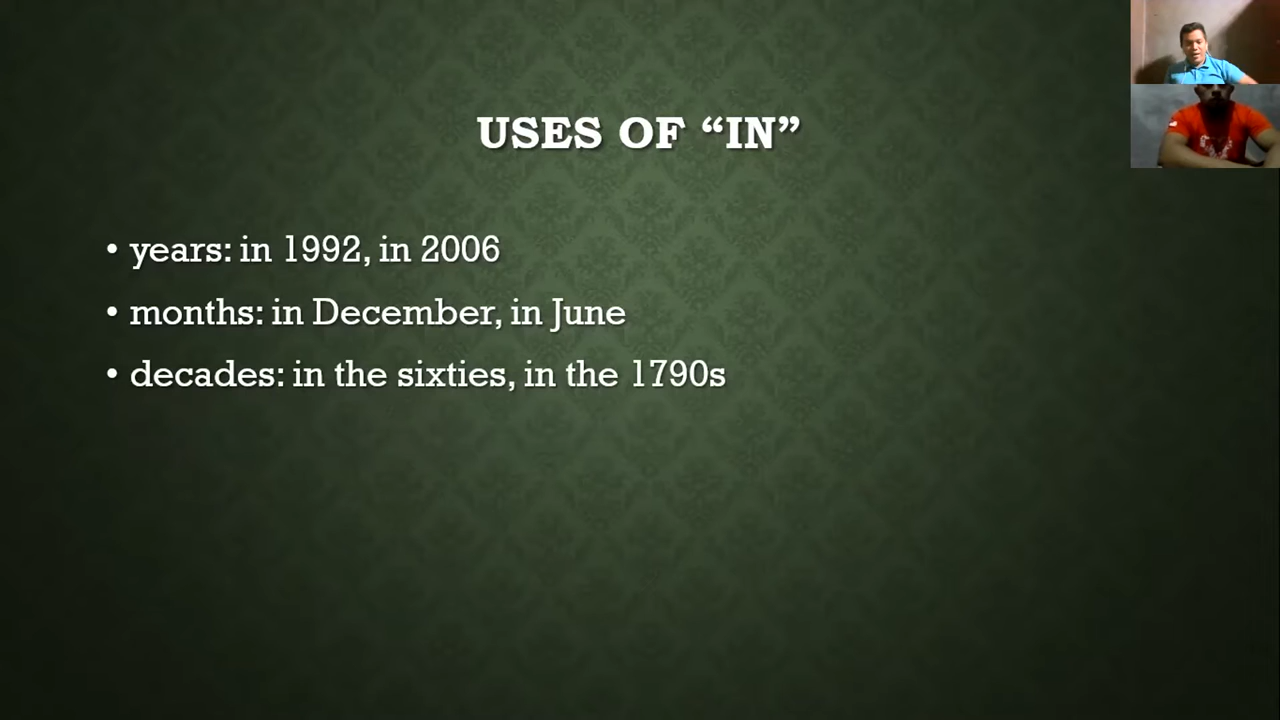 USES OF “IN”
• years: in 1992, in 2006
• months: in December, in June
• decades: in the sixties, in the 1790s